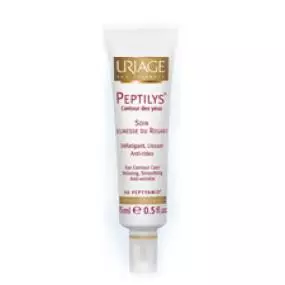 URIAGE
PEPTILYS
Contour des yeux
SOIN
JEUNESSE DU REGARD
Défatigant, Lissant
Anti-rides
Eye Contour Care
Relaxing, Smoothing
Anti-wrinkle
15ml ℮ 0.5 fl.oz